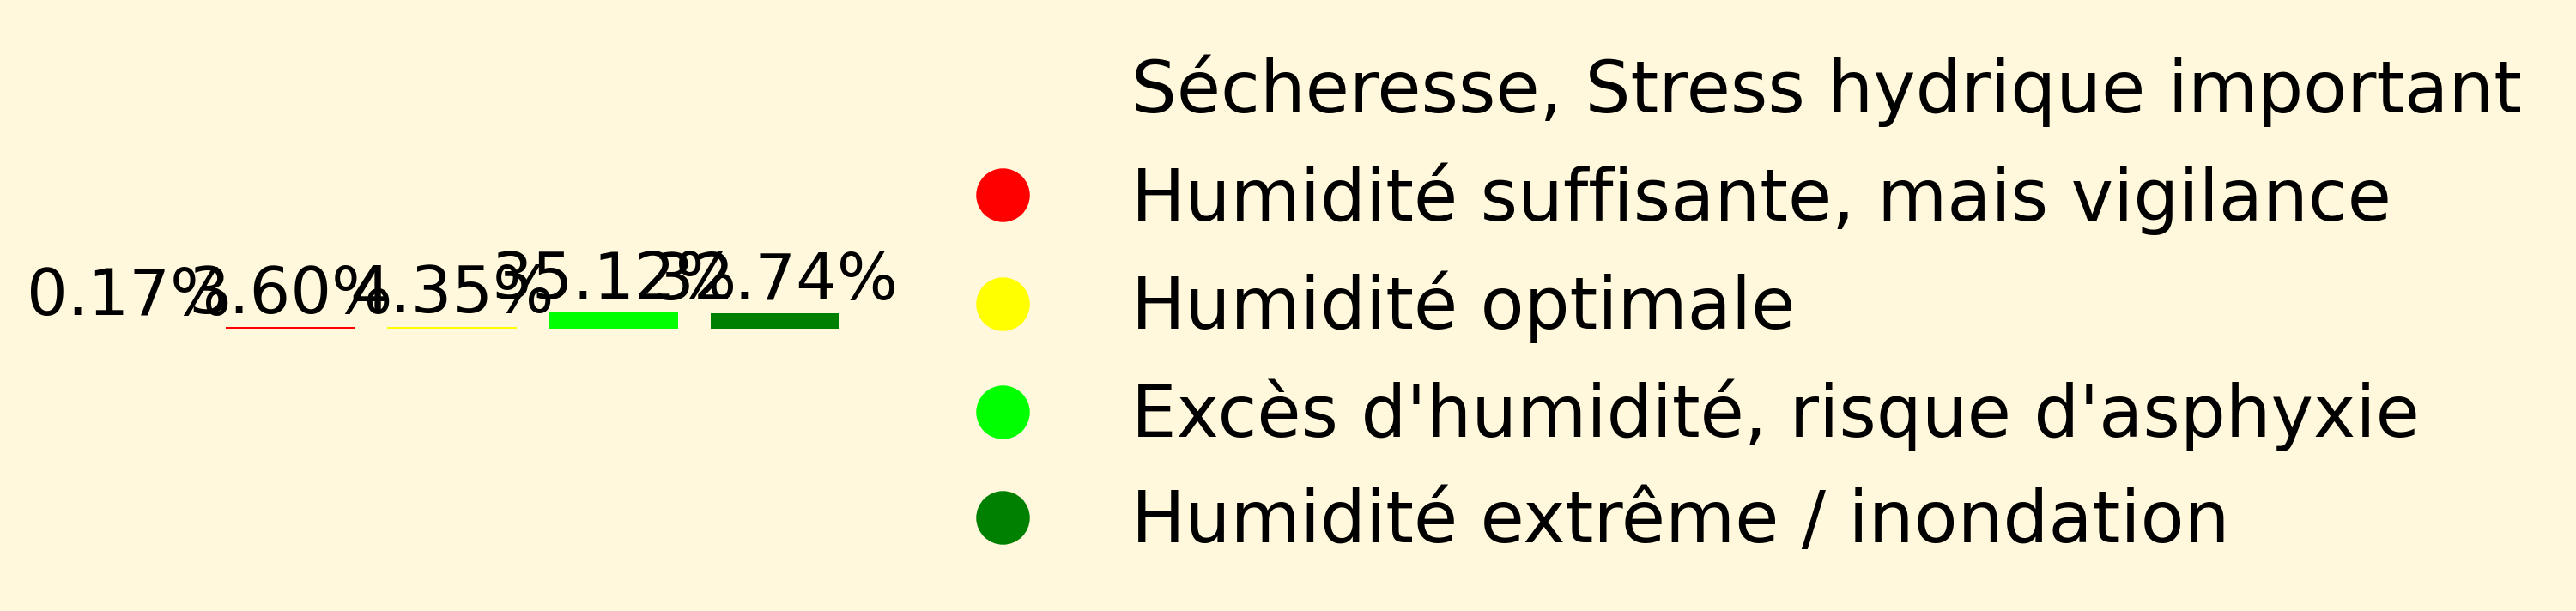 0.17% 3.60% 4.35% 35.12% 32.74%
Sécheresse, Stress hydrique important
Humidité suffisante, mais vigilance
Humidité optimale
Excès d'humidité, risque d'asphyxie
Humidité extrême / inondation